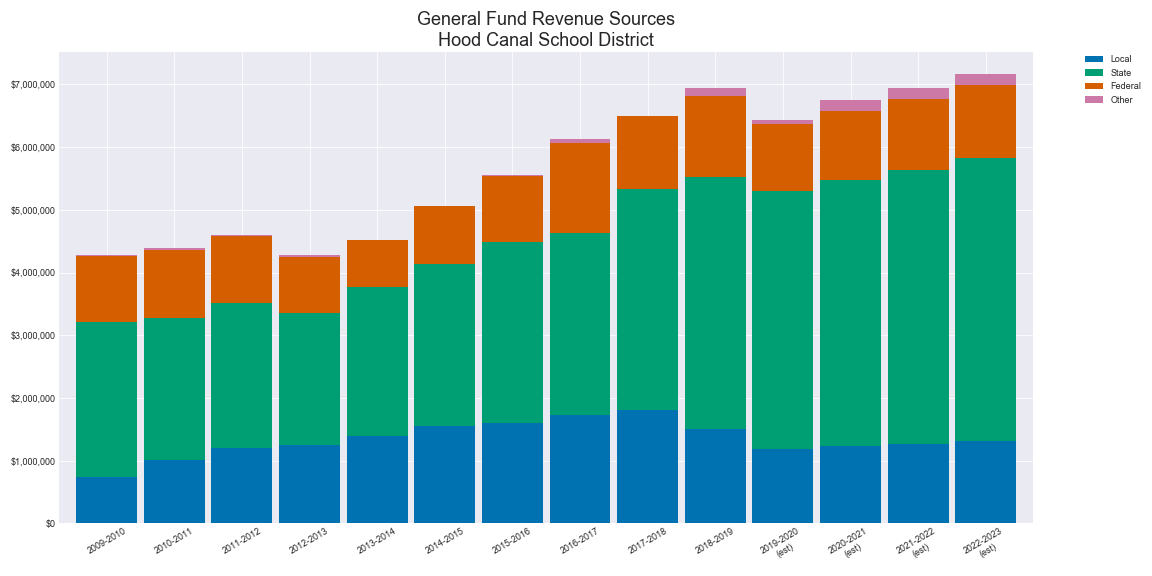 General Fund Revenue Sources
Hood Canal School District
Local
State
Federal
Other
$7,000,000
$6,000,000
$5,000,000
$4,000,000
$3,000,000
$2,000,000
$1,000,000
$0
2009-2010
2010-2011
2011-2012
2012-2013
2013-2014
2014-2015
2015-2016
2016-2017
2017-2018
2018-2019
2019-2020
(est)
2020-2021
(est)
2021-2022
(est)
2022-2023
(est)